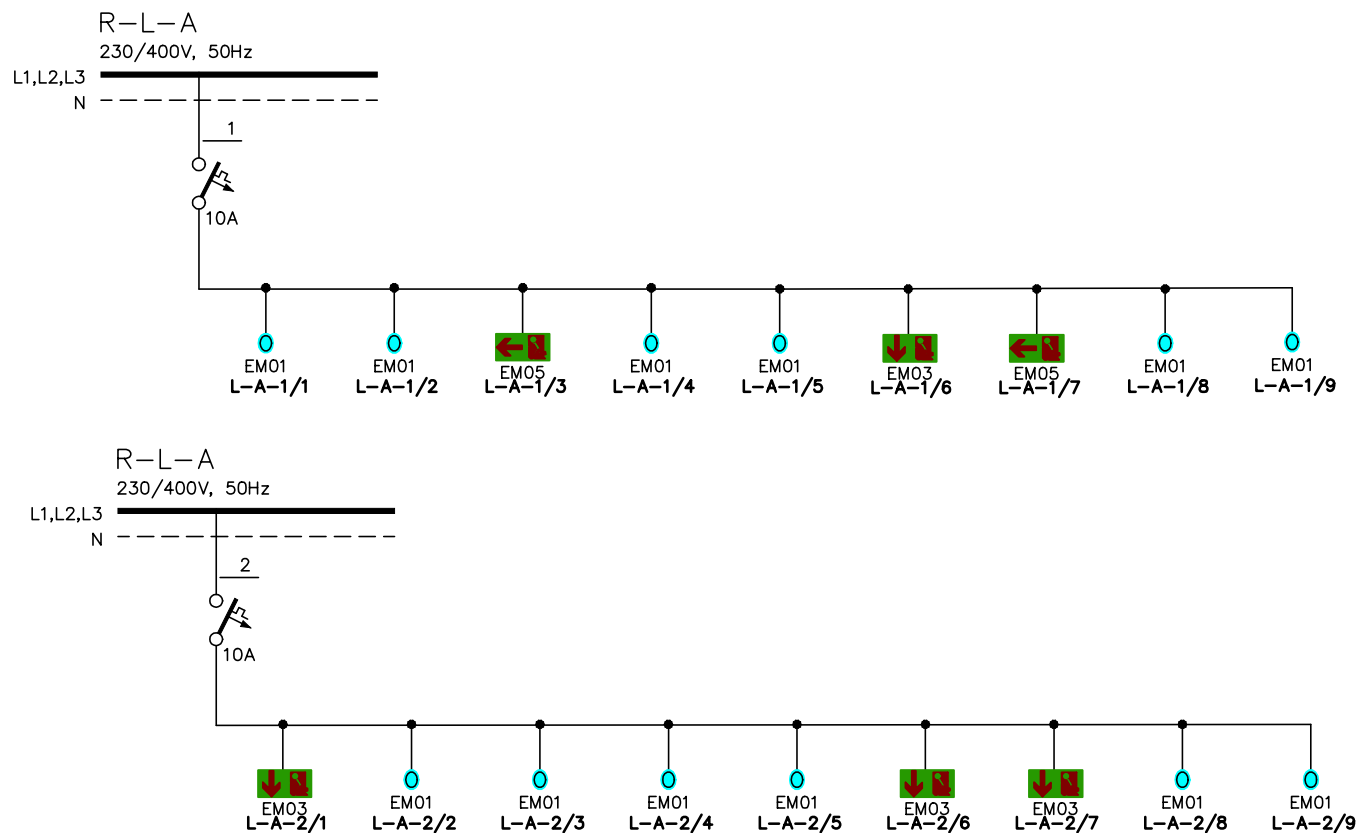 R-L-A
230/400V, 50Hz
L1,L2,L3
N
1
10A
EM01 EM01 EM05 EM01 EM01 EM03 EM05 EM01 EM01
L-A-1/1 L-A-1/2 L-A-1/3 L-A-1/4 L-A-1/5 L-A-1/6 L-A-1/7 L-A-1/8 L-A-1/9
R-L-A
230/400V, 50Hz
L1,L2,L3
N
2
10A
EM03 EM01 EM01 EM01 EM01 EM03 EM03 EM01 EM01
L-A-2/1 L-A-2/2 L-A-2/3 L-A-2/4 L-A-2/5 L-A-2/6 L-A-2/7 L-A-2/8 L-A-2/9